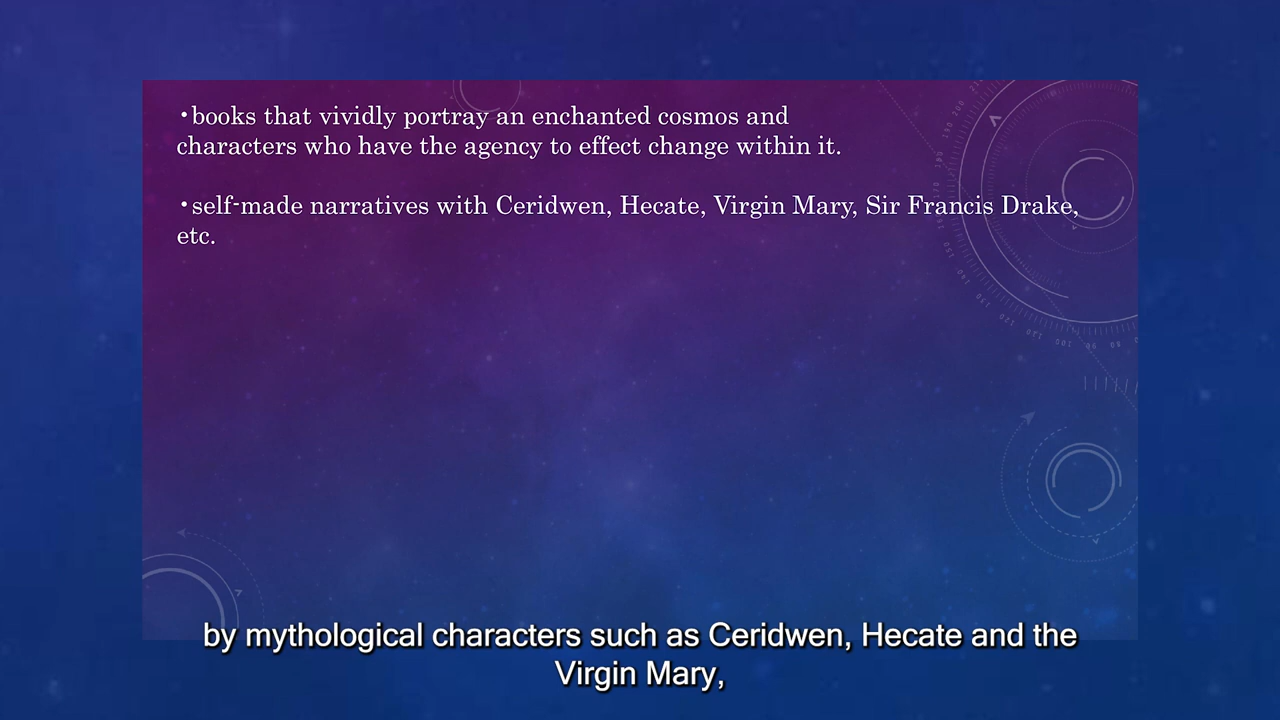 •books that vividly portray an enchanted cosmos and
characters who have the agency to effect change within it.
•self-made narratives with Ceridwen, Hecate, Virgin Mary, Sir Francis Drake,
etc.
by mythological characters such as Ceridwen, Hecate and the
Virgin Mary,